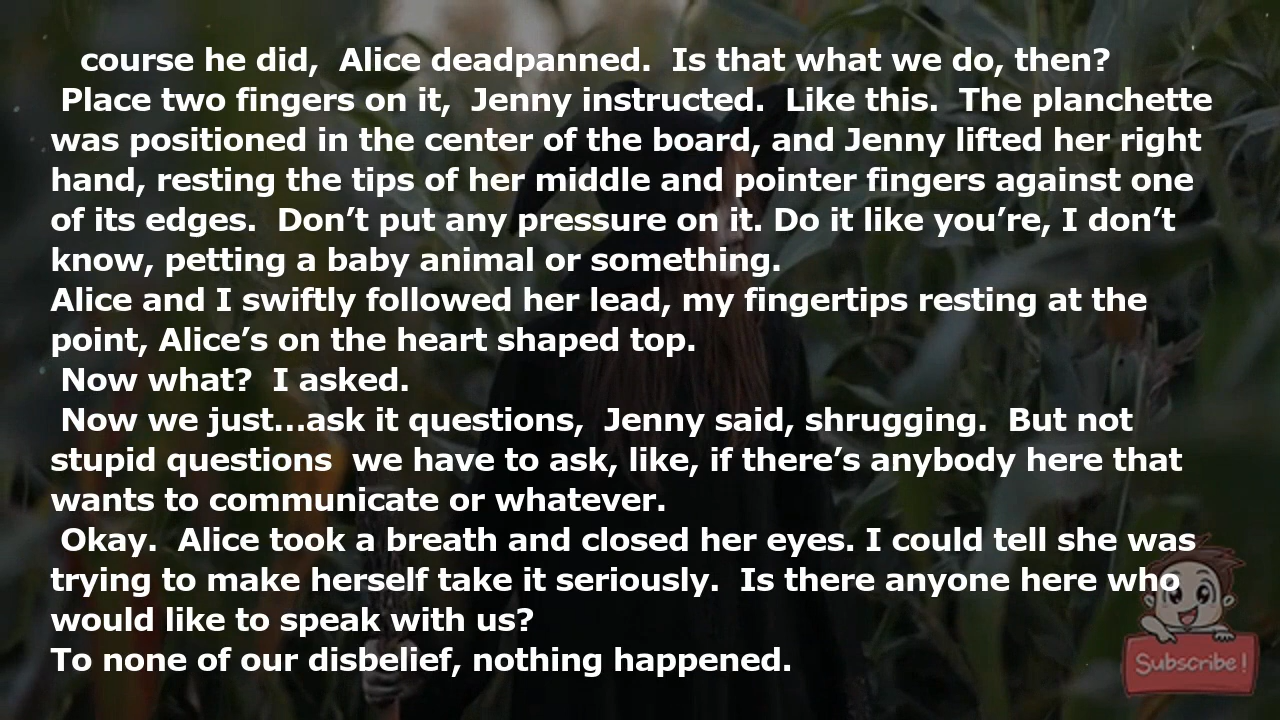 course he did,  Alice deadpanned.  Is that what we do, then?
Place two fingers on it,  Jenny instructed.  Like this.  The planchette
was positioned in the center of the board, and Jenny lifted her right
hand, resting the tips of her middle and pointer fingers against one
of its edges.  Don’t put any pressure on it. Do it like you’re, I don’t
know, petting a baby animal or something.
Alice and I swiftly followed her lead, my fingertips resting at the
point, Alice’s on the heart shaped top.
Now what?  I asked.
Now we just…ask it questions,  Jenny said, shrugging.  But not
stupid questions  we have to ask, like, if there’s anybody here that
wants to communicate or whatever.
Okay.  Alice took a breath and closed her eyes. I could tell she was
trying to make herself take it seriously.  Is there anyone here who
would like to speak with us?
To none of our disbelief, nothing happened.
Subscribe!